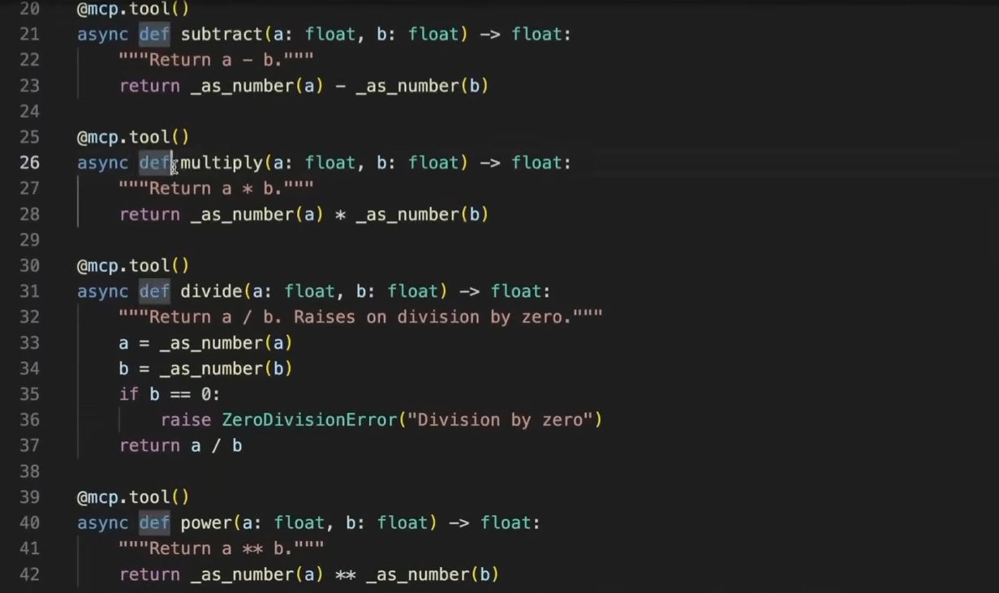 20 @mcp.tool()
21 async def subtract(a: float, b: float) -> float:
22     """Return a - b."""
23     return _as_number(a) - _as_number(b)
24
25 @mcp.tool()
26 async def multiply(a: float, b: float) -> float:
27     """Return a * b."""
28     return _as_number(a) * _as_number(b)
29
30 @mcp.tool()
31 async def divide(a: float, b: float) -> float:
32     """Return a / b. Raises on division by zero."""
33     a = _as_number(a)
34     b = _as_number(b)
35     if b == 0:
36         raise ZeroDivisionError("Division by zero")
37     return a / b
38
39 @mcp.tool()
40 async def power(a: float, b: float) -> float:
41     """Return a ** b."""
42     return _as_number(a) ** _as_number(b)